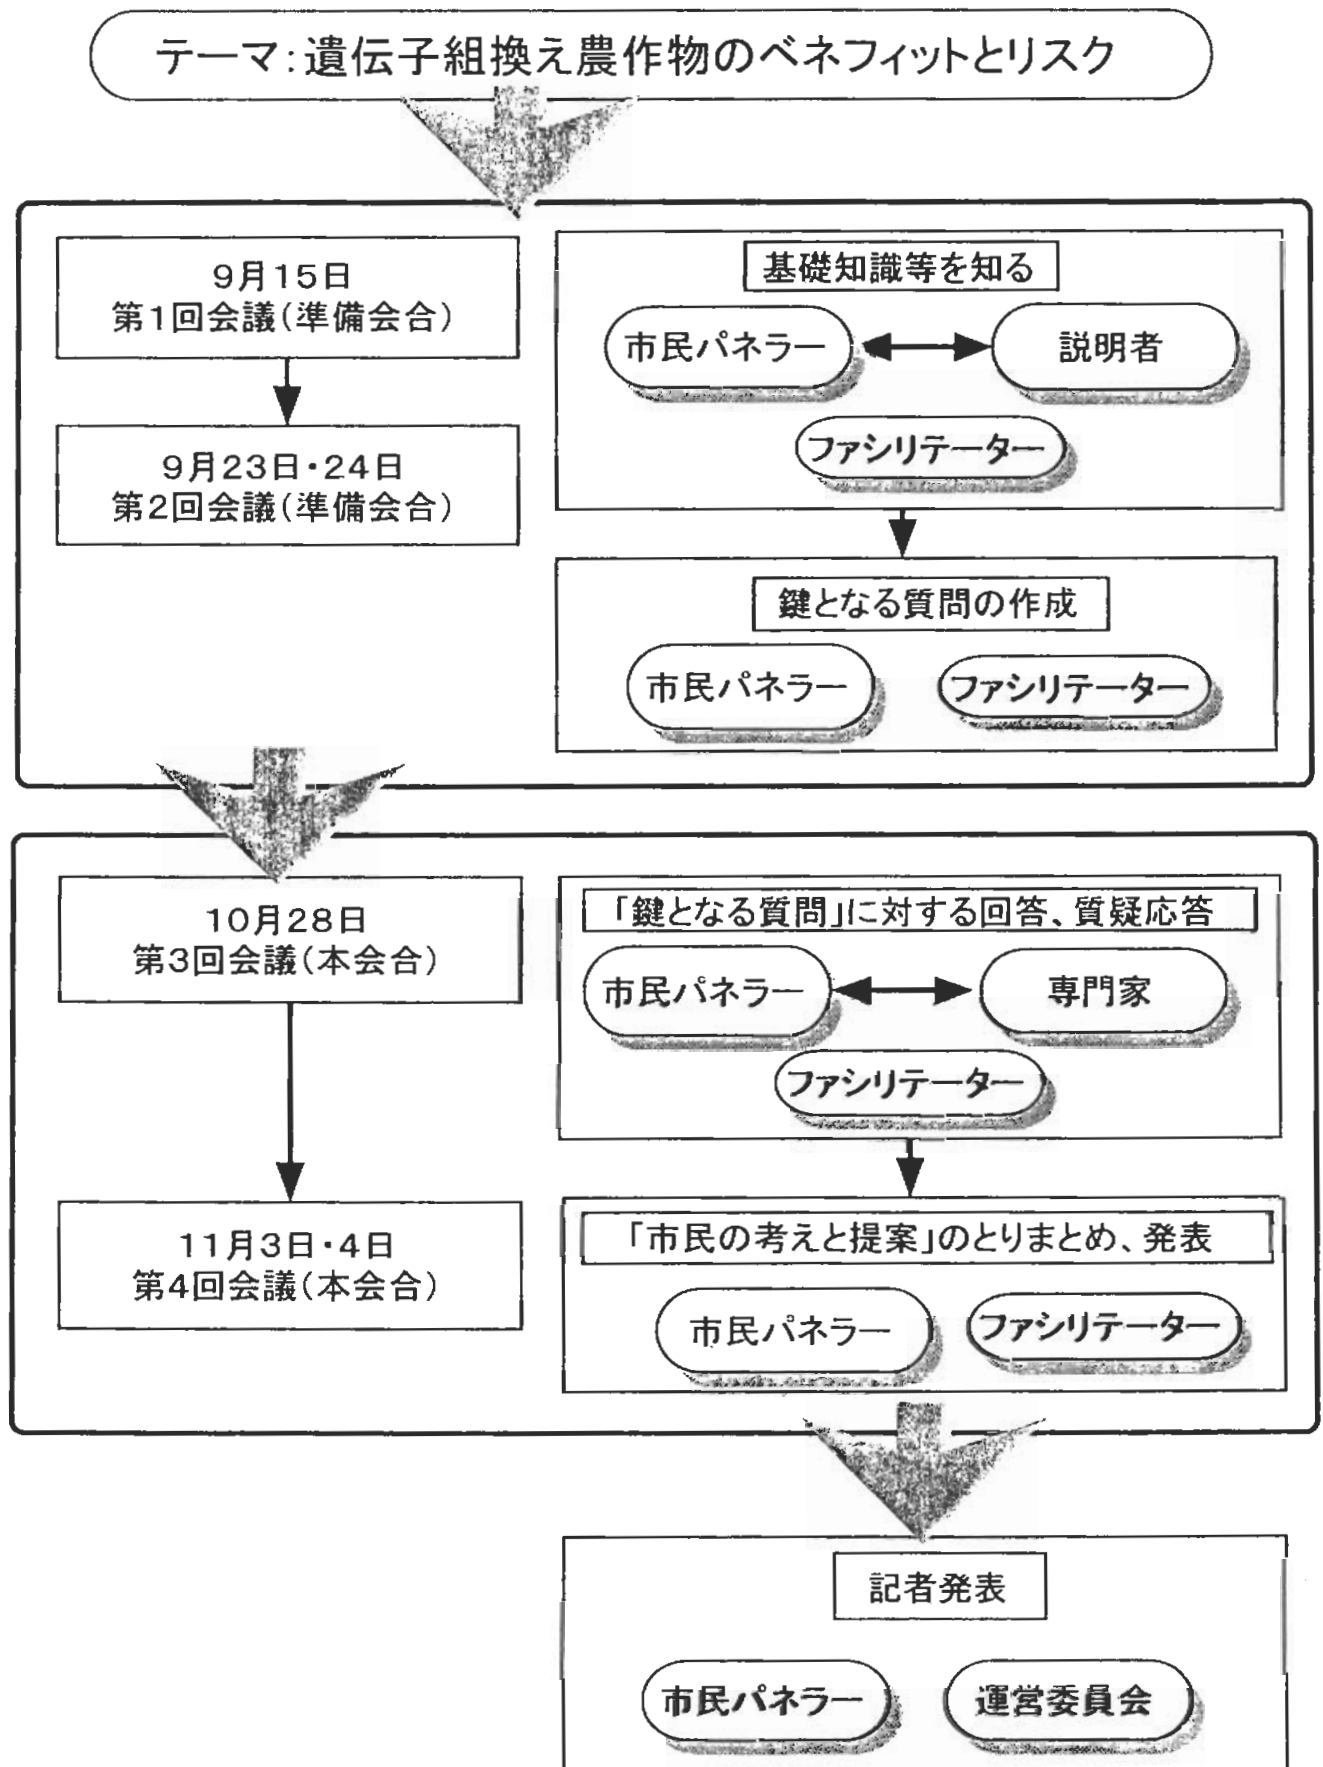 テーマ:遺伝子組換え農作物のベネフィットとリスク
9月15日
第1回会議(準備会合)
9月23日・24日
第2回会議(準備会合)
基礎知識等を知る
市民パネラー
説明者
ファシリテーター
鍵となる質問の作成
市民パネラー
ファシリテーター
10月28日
第3回会議(本会合)
11月3日・4日
第4回会議(本会合)
「鍵となる質問」に対する回答、質疑応答
市民パネラー
専門家
ファシリテーター
「市民の考えと提案」のとりまとめ、発表
市民パネラー
ファシリテーター
記者発表
市民パネラー
運営委員会